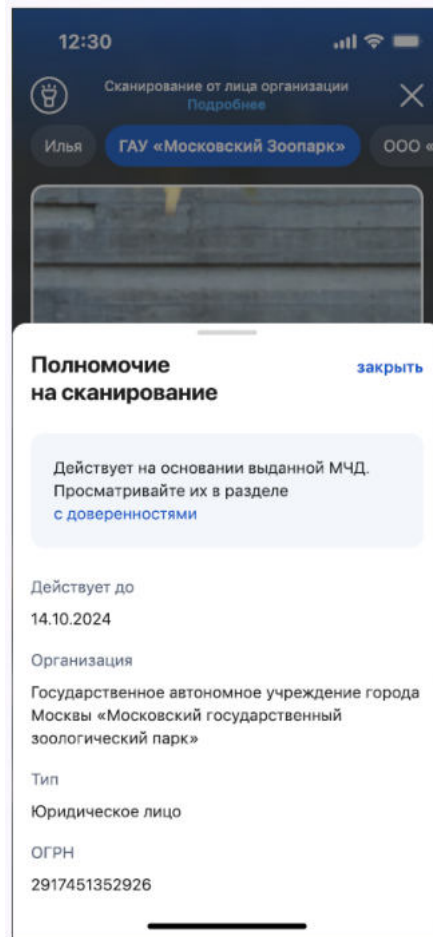 12:30
Сканирование от лица организации
Подробнее
Илья
ГАУ «Московский Зоопарк»
ООО «
Полномочие
на сканирование
закрыть
Действует на основании выданной МЧД.
Просматривайте их в разделе
с доверенностями
Действует до
14.10.2024
Организация
Государственное автономное учреждение города
Москвы «Московский государственный
зоологический парк»
Тип
Юридическое лицо
ОГРН
2917451352926